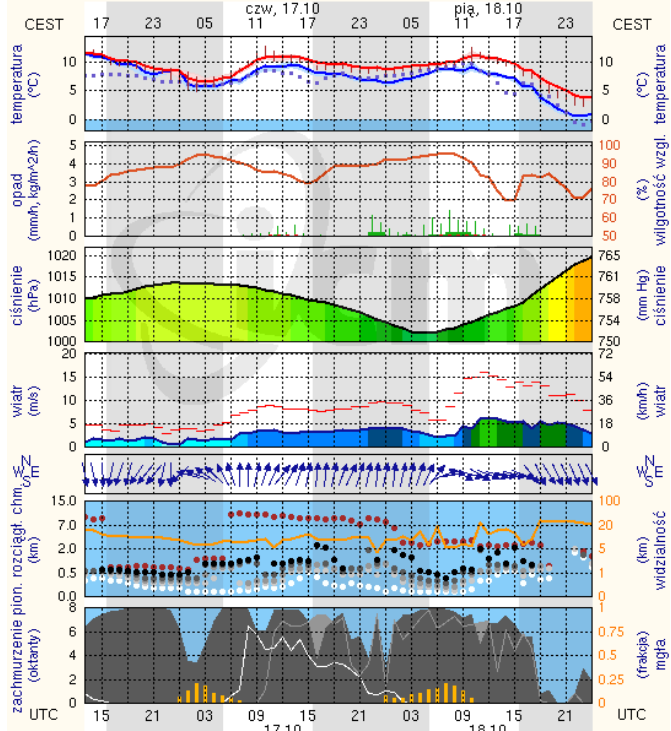 czw, 17.10 pią, 18.10
CEST 17 23 05 11 17 23 05 11 17 23 CEST
temperatura (°C) 10 5 0 10 5 0 temperatura (°C)
opad (mm/h, kg/m^2/h) 5 4 3 2 1 0 100 90 80 70 60 50 (%) wilgotność wzgl.
ciśnienie (hPa) 1020 1015 1010 1005 1000 765 761 758 754 750 (mm Hg) ciśnienie
wiatr m/s 20 15 10 5 0 72 54 36 18 0 (km/h) wiatr
N W E S N W E S
pion. rozciągł. chm. (km) 15.0 7.0 2.0 0.5 0.0 100 20 5 1 0 (km) widzialność
zachmurzenie (oktanty) 8 6 4 2 0 1 0.75 0.5 0.25 0 (frakcja) mgła
UTC 15 21 03 09 15 21 03 09 15 21 UTC
17.10 18.10